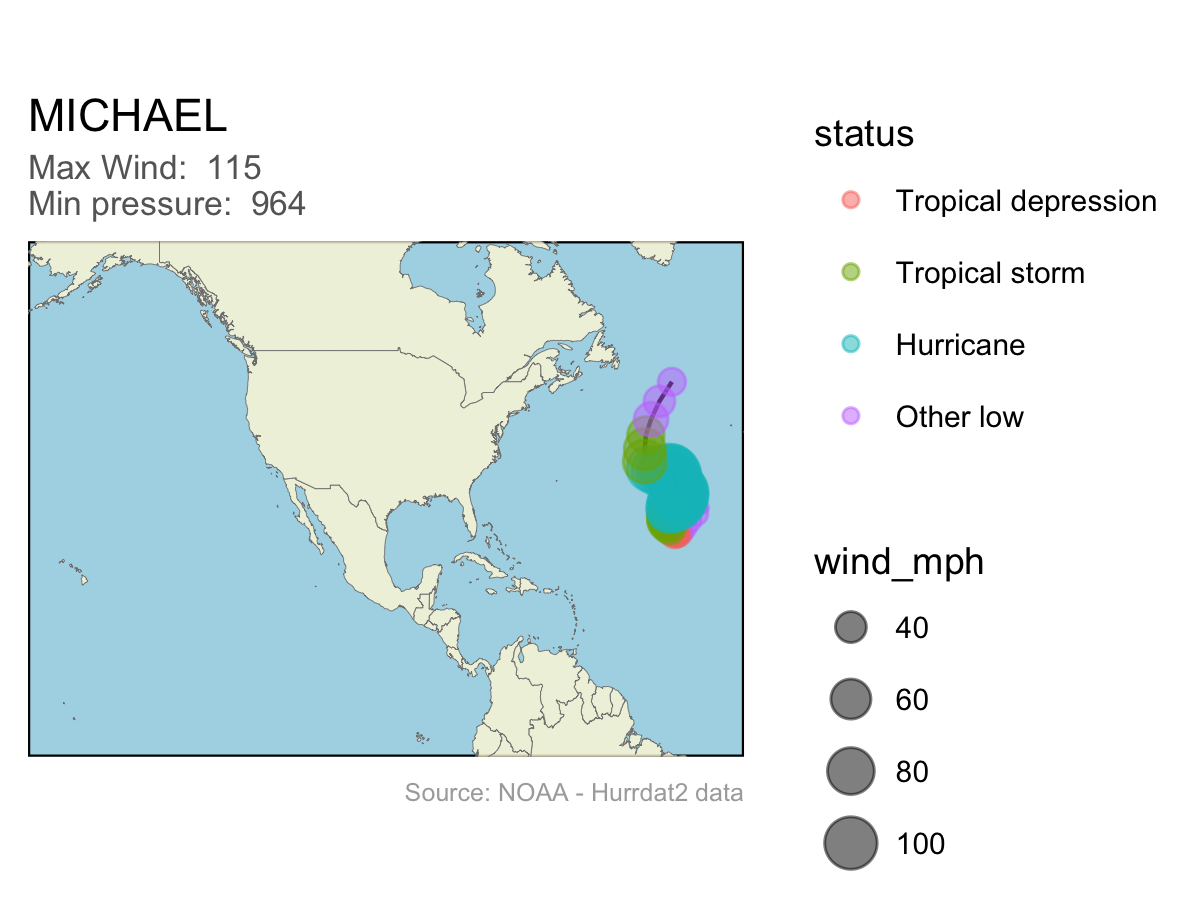 MICHAEL
Max Wind:  115
Min pressure:  964
status
Tropical depression
Tropical storm
Hurricane
Other low
wind_mph
40
60
80
100
Source: NOAA - Hurrdat2 data